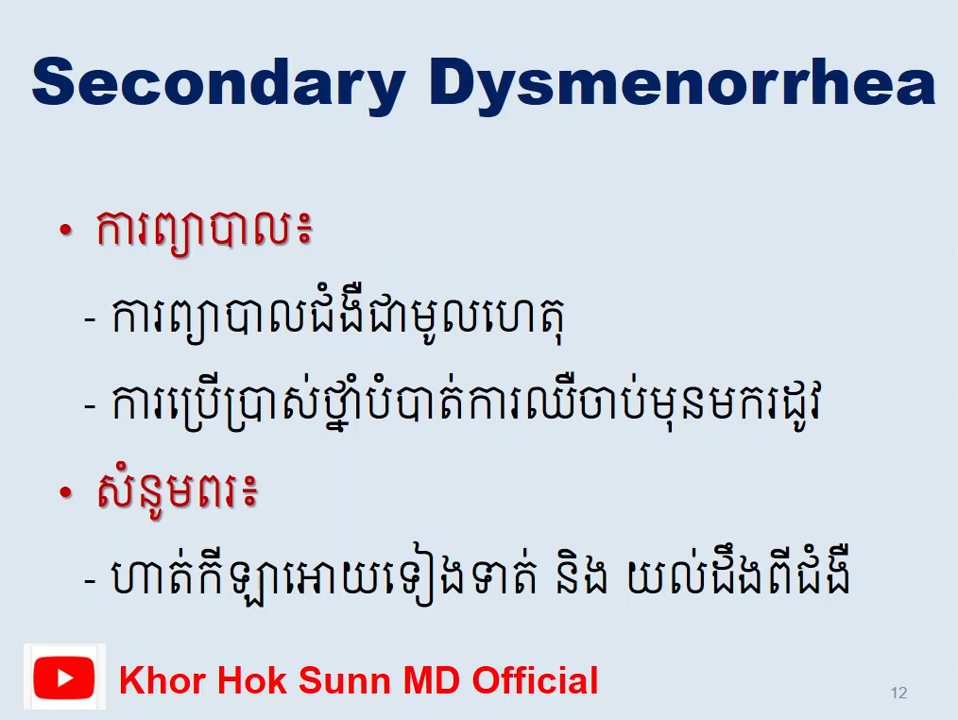 Secondary Dysmenorrhea
• ការព្យាបាល៖
- ការព្យាបាលជំងឺជាមូលហេតុ
- ការប្រើប្រាស់ថ្នាំបំបាត់ការឈឺចាប់មុនមករដូវ
• សំនូមពរ៖
- ហាត់កីឡាអោយទៀងទាត់ និង យល់ដឹងពីជំងឺ
Khor Hok Sunn MD Official
12